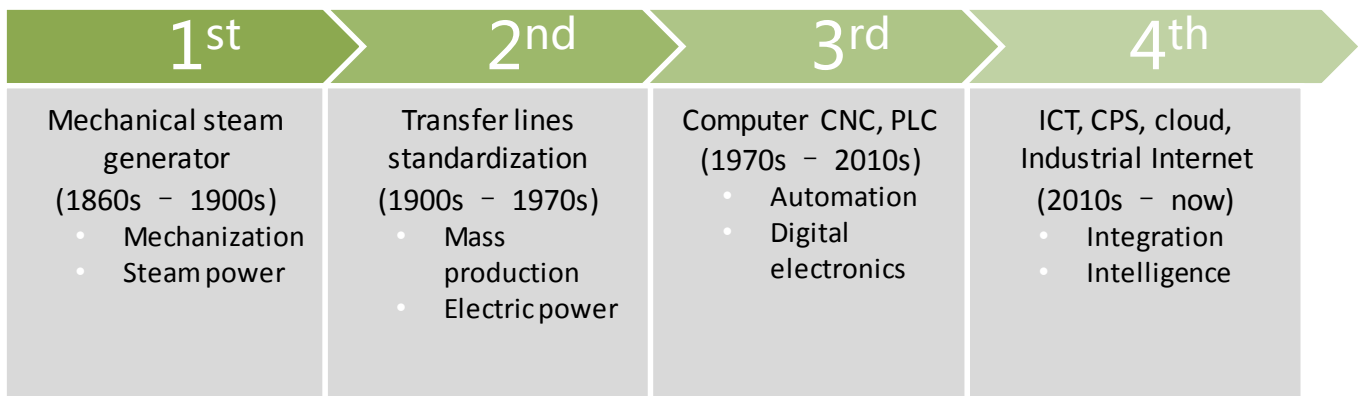 1st
2nd
3rd
4th
Mechanical steam
generator
(1860s – 1900s)
• Mechanization
• Steam power
Transfer lines
standardization
(1900s – 1970s)
• Mass
production
• Electric power
Computer CNC, PLC
(1970s – 2010s)
• Automation
• Digital
electronics
ICT, CPS, cloud,
Industrial Internet
(2010s – now)
• Integration
• Intelligence